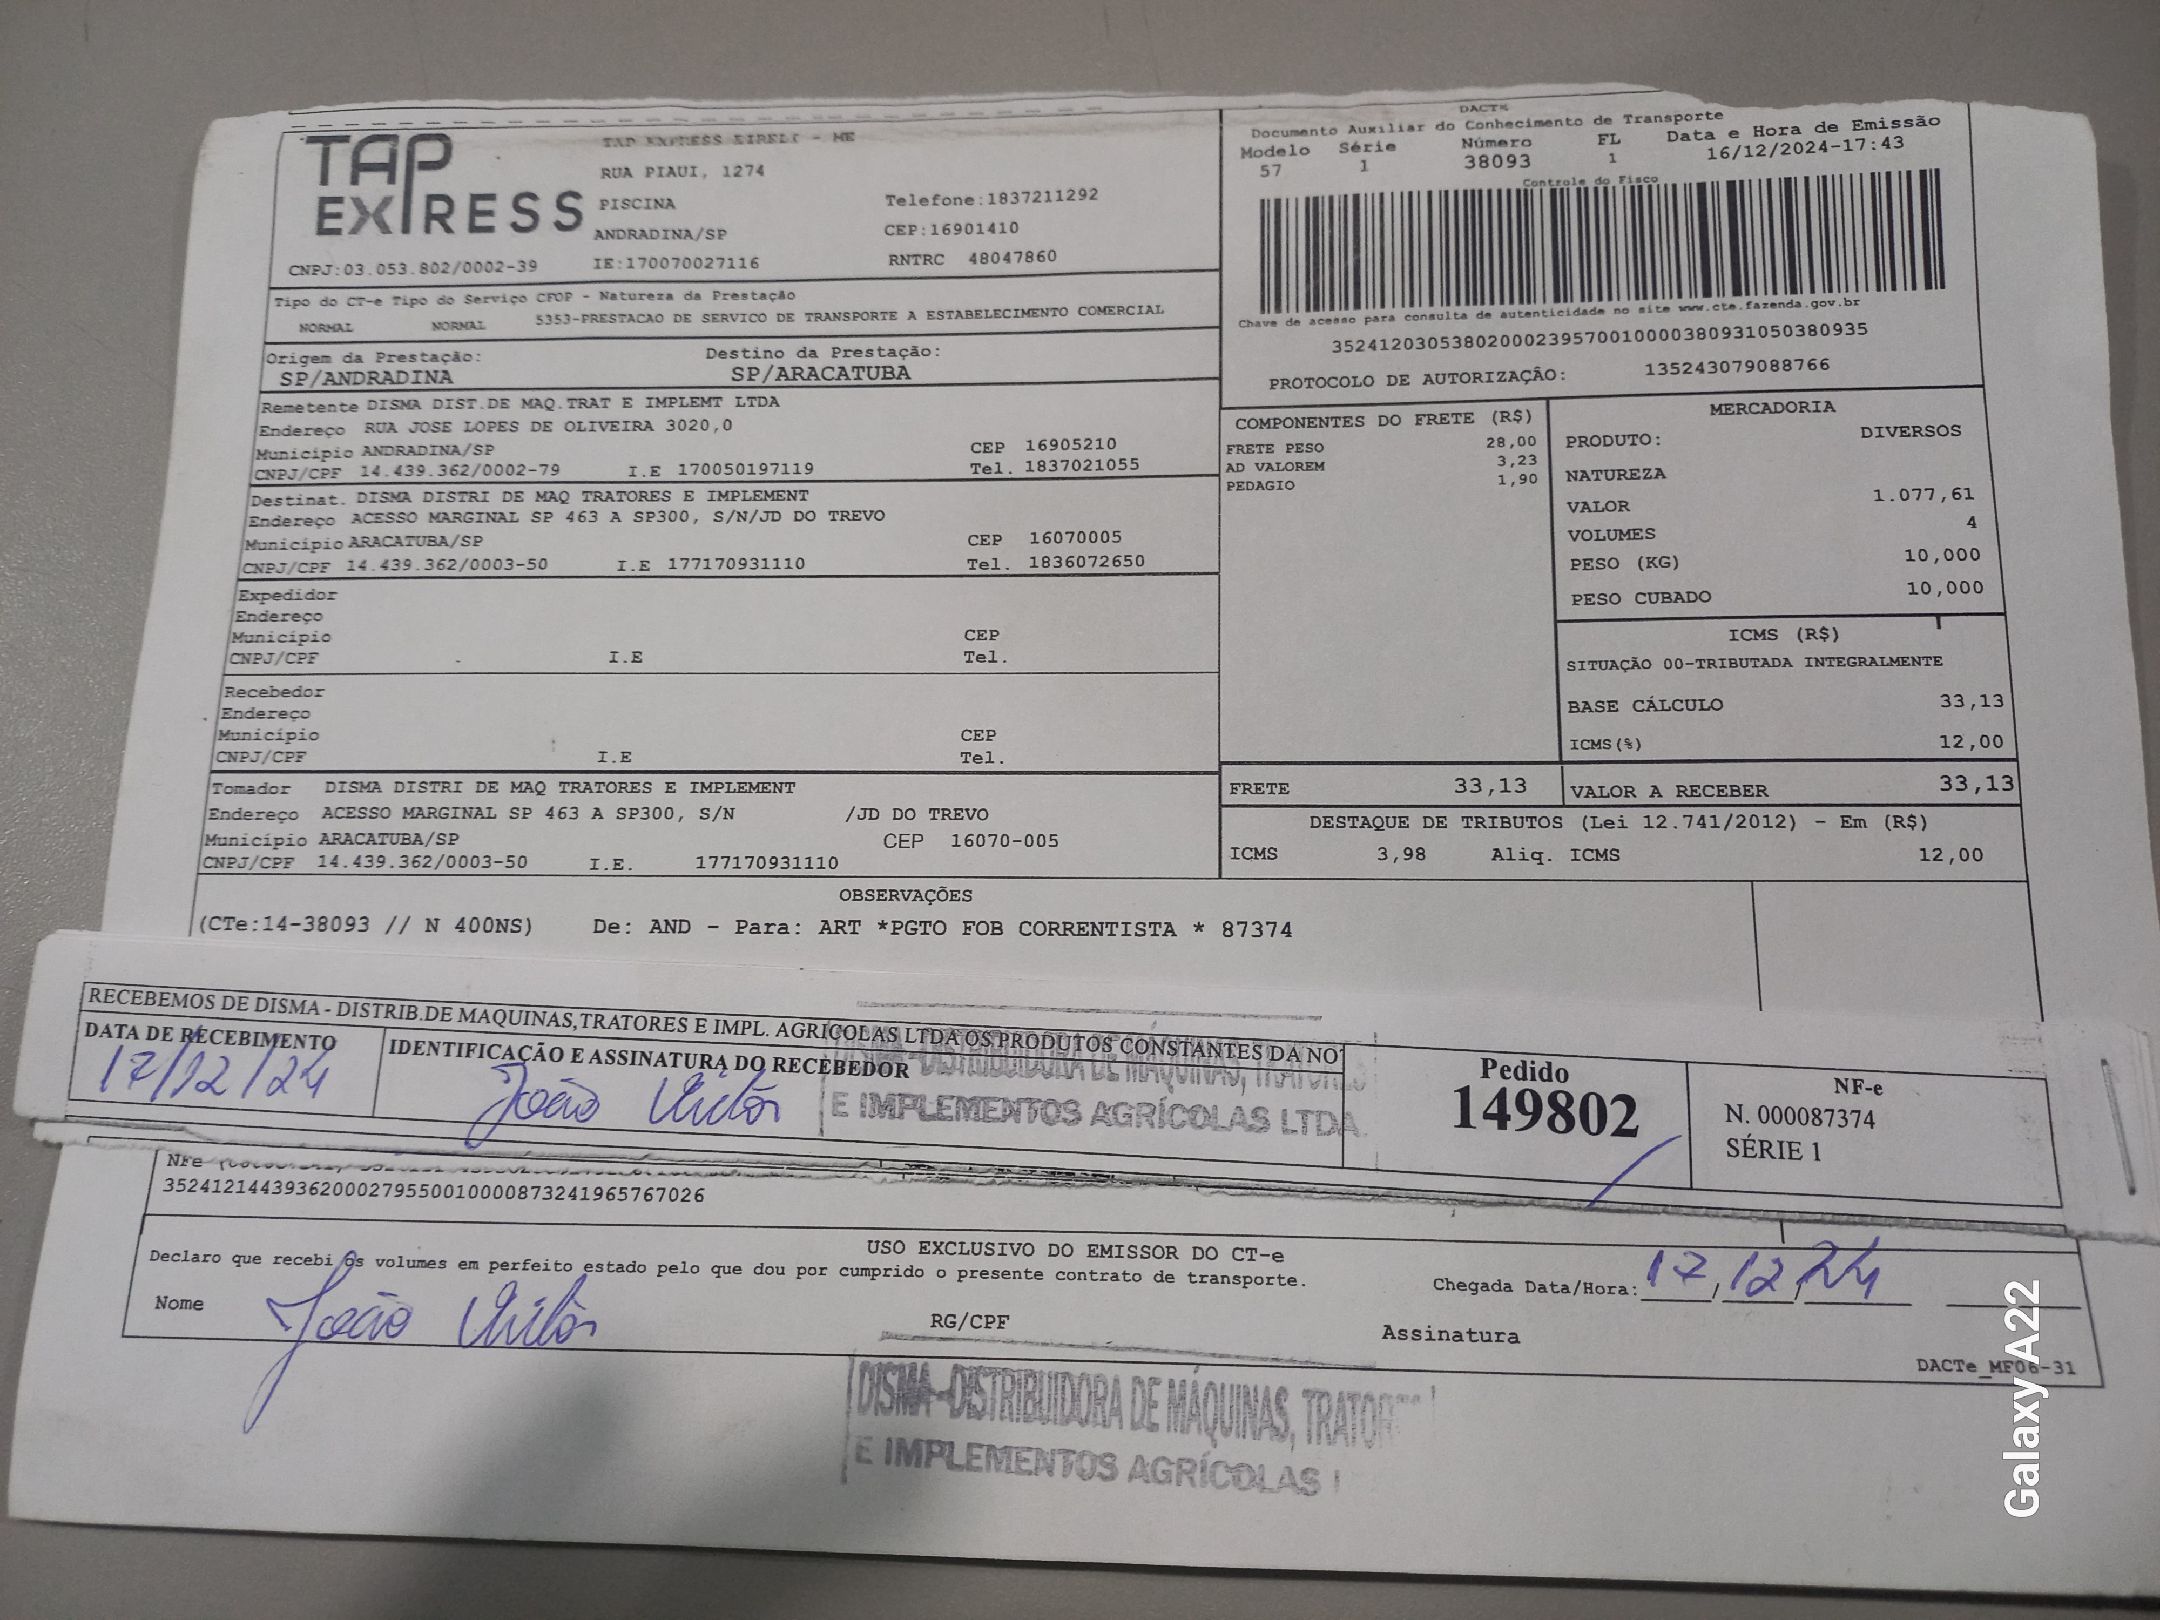 TAP EXPRESS
TAP EXPRESS EIRELI - ME
RUA PIAUI, 1274
PISCINA
Telefone:1837211292
ANDRADINA/SP
CEP:16901410
CNPJ:03.053.802/0002-39
IE:170070027116
RNTRC 48047860
DACTe
Documento Auxiliar do Conhecimento de Transporte
Modelo Série Número FL Data e Hora de Emissão
57 1 38093 1 16/12/2024-17:43
Controle do Fisco
Chave de acesso para consulta de autenticidade no site www.cte.fazenda.gov.br
35241203053802000239570010000380931050380935
PROTOCOLO DE AUTORIZAÇÃO: 135243079088766
Tipo do CT-e Tipo do Serviço CFOP - Natureza da Prestação
NORMAL NORMAL 5353-PRESTACAO DE SERVICO DE TRANSPORTE A ESTABELECIMENTO COMERCIAL
Origem da Prestação: Destino da Prestação:
SP/ANDRADINA SP/ARACATUBA
Remetente DISMA DIST.DE MAQ.TRAT E IMPLEMT LTDA
Endereço RUA JOSE LOPES DE OLIVEIRA 3020,0
Município ANDRADINA/SP CEP 16905210
CNPJ/CPF 14.439.362/0002-79 I.E 170050197119 Tel. 1837021055
Destinat. DISMA DISTRI DE MAQ TRATORES E IMPLEMENT
Endereço ACESSO MARGINAL SP 463 A SP300, S/N/JD DO TREVO
Município ARACATUBA/SP CEP 16070005
CNPJ/CPF 14.439.362/0003-50 I.E 177170931110 Tel. 1836072650
Expedidor
Endereço
Município CEP
CNPJ/CPF I.E Tel.
Recebedor
Endereço
Município CEP
CNPJ/CPF I.E Tel.
Tomador DISMA DISTRI DE MAQ TRATORES E IMPLEMENT
Endereço ACESSO MARGINAL SP 463 A SP300, S/N /JD DO TREVO
Município ARACATUBA/SP CEP 16070-005
CNPJ/CPF 14.439.362/0003-50 I.E. 177170931110
COMPONENTES DO FRETE (R$)
FRETE PESO 28,00
AD VALOREM 3,23
PEDAGIO 1,90
MERCADORIA
PRODUTO: DIVERSOS
NATUREZA
VALOR 1.077,61
VOLUMES 4
PESO (KG) 10,000
PESO CUBADO 10,000
ICMS (R$)
SITUAÇÃO 00-TRIBUTADA INTEGRALMENTE
BASE CÁLCULO 33,13
ICMS(%) 12,00
FRETE 33,13 VALOR A RECEBER 33,13
DESTAQUE DE TRIBUTOS (Lei 12.741/2012) - Em (R$)
ICMS 3,98 Aliq. ICMS 12,00
OBSERVAÇÕES
(CTe:14-38093 // N 400NS) De: AND - Para: ART *PGTO FOB CORRENTISTA * 87374
RECEBEMOS DE DISMA - DISTRIB.DE MAQUINAS,TRATORES E IMPL. AGRICOLAS LTDA OS PRODUTOS CONSTANTES DA NO
DATA DE RECEBIMENTO IDENTIFICAÇÃO E ASSINATURA DO RECEBEDOR
17/12/24 João Victor
DISMA-DISTRIBUIDORA DE MÁQUINAS, TRATORES
E IMPLEMENTOS AGRÍCOLAS LTDA
Pedido
149802
NF-e
N. 000087374
SÉRIE 1
NFe
35241214439362000279550010000873241965767026
USO EXCLUSIVO DO EMISSOR DO CT-e
Declaro que recebi os volumes em perfeito estado pelo que dou por cumprido o presente contrato de transporte.
Chegada Data/Hora: 17/12/24
Nome João Victor RG/CPF Assinatura
DACTe_MF06-31
DISMA-DISTRIBUIDORA DE MÁQUINAS, TRATOR
E IMPLEMENTOS AGRÍCOLAS
Galaxy A22